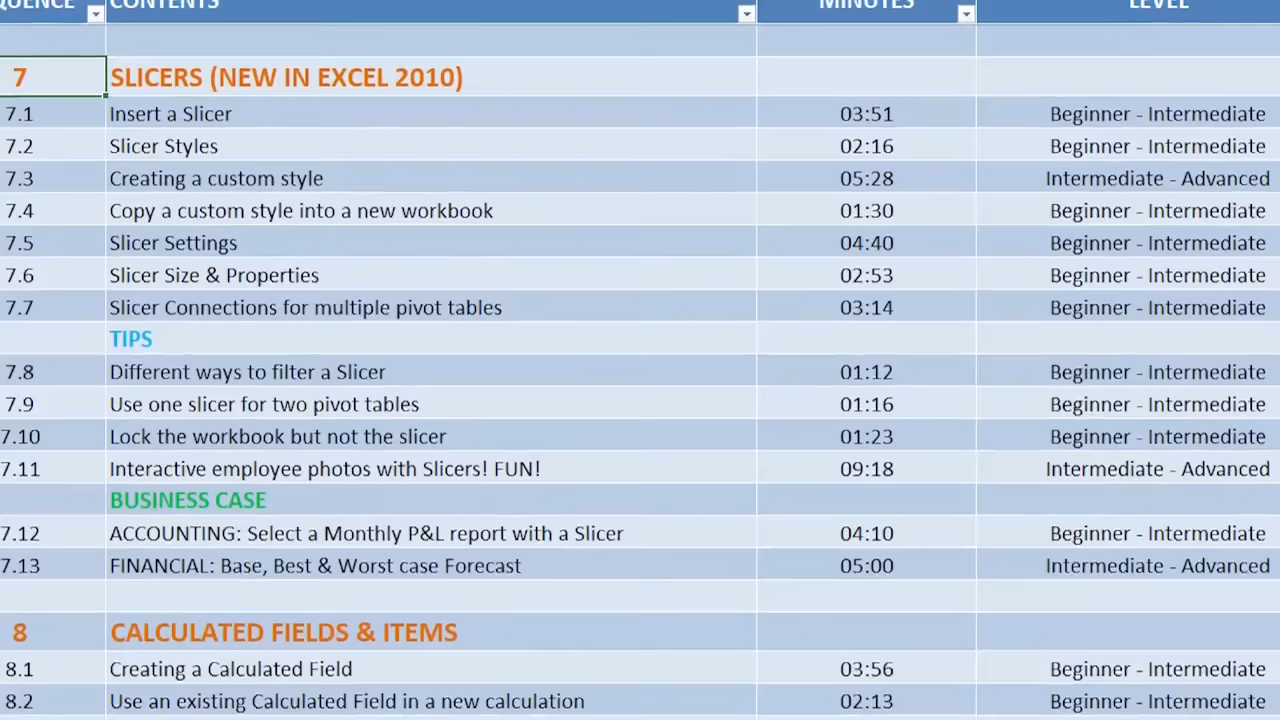 QUENCE CONTENTS MINUTES LEVEL
7 SLICERS (NEW IN EXCEL 2010)
7.1 Insert a Slicer 03:51 Beginner - Intermediate
7.2 Slicer Styles 02:16 Beginner - Intermediate
7.3 Creating a custom style 05:28 Intermediate - Advanced
7.4 Copy a custom style into a new workbook 01:30 Beginner - Intermediate
7.5 Slicer Settings 04:40 Beginner - Intermediate
7.6 Slicer Size & Properties 02:53 Beginner - Intermediate
7.7 Slicer Connections for multiple pivot tables 03:14 Beginner - Intermediate
TIPS
7.8 Different ways to filter a Slicer 01:12 Beginner - Intermediate
7.9 Use one slicer for two pivot tables 01:16 Beginner - Intermediate
7.10 Lock the workbook but not the slicer 01:23 Beginner - Intermediate
7.11 Interactive employee photos with Slicers! FUN! 09:18 Intermediate - Advanced
BUSINESS CASE
7.12 ACCOUNTING: Select a Monthly P&L report with a Slicer 04:10 Beginner - Intermediate
7.13 FINANCIAL: Base, Best & Worst case Forecast 05:00 Intermediate - Advanced
8 CALCULATED FIELDS & ITEMS
8.1 Creating a Calculated Field 03:56 Beginner - Intermediate
8.2 Use an existing Calculated Field in a new calculation 02:13 Beginner - Intermediate